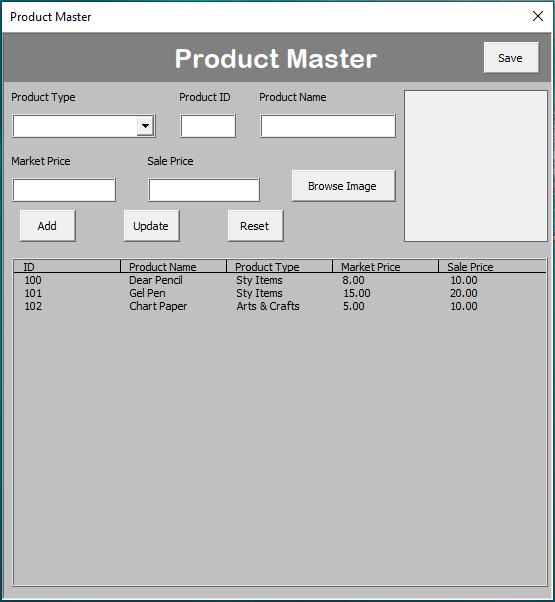 Product Master
Product Master
Save
Product Type Product ID Product Name
Market Price Sale Price
Browse Image
Add Update Reset
ID Product Name Product Type Market Price Sale Price
100 Dear Pencil Sty Items 8.00 10.00
101 Gel Pen Sty Items 15.00 20.00
102 Chart Paper Arts & Crafts 5.00 10.00